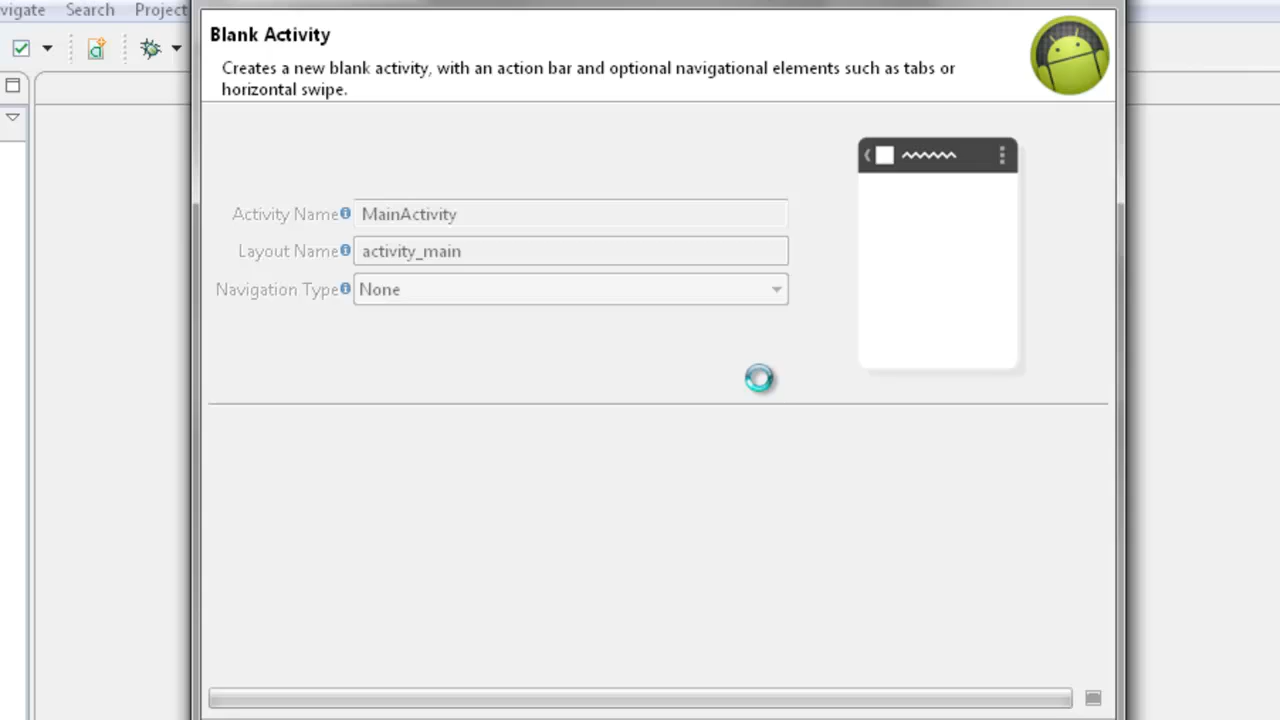 Search Project
Blank Activity
Creates a new blank activity, with an action bar and optional navigational elements such as tabs or
horizontal swipe.
Activity Name MainActivity
Layout Name activity_main
Navigation Type None